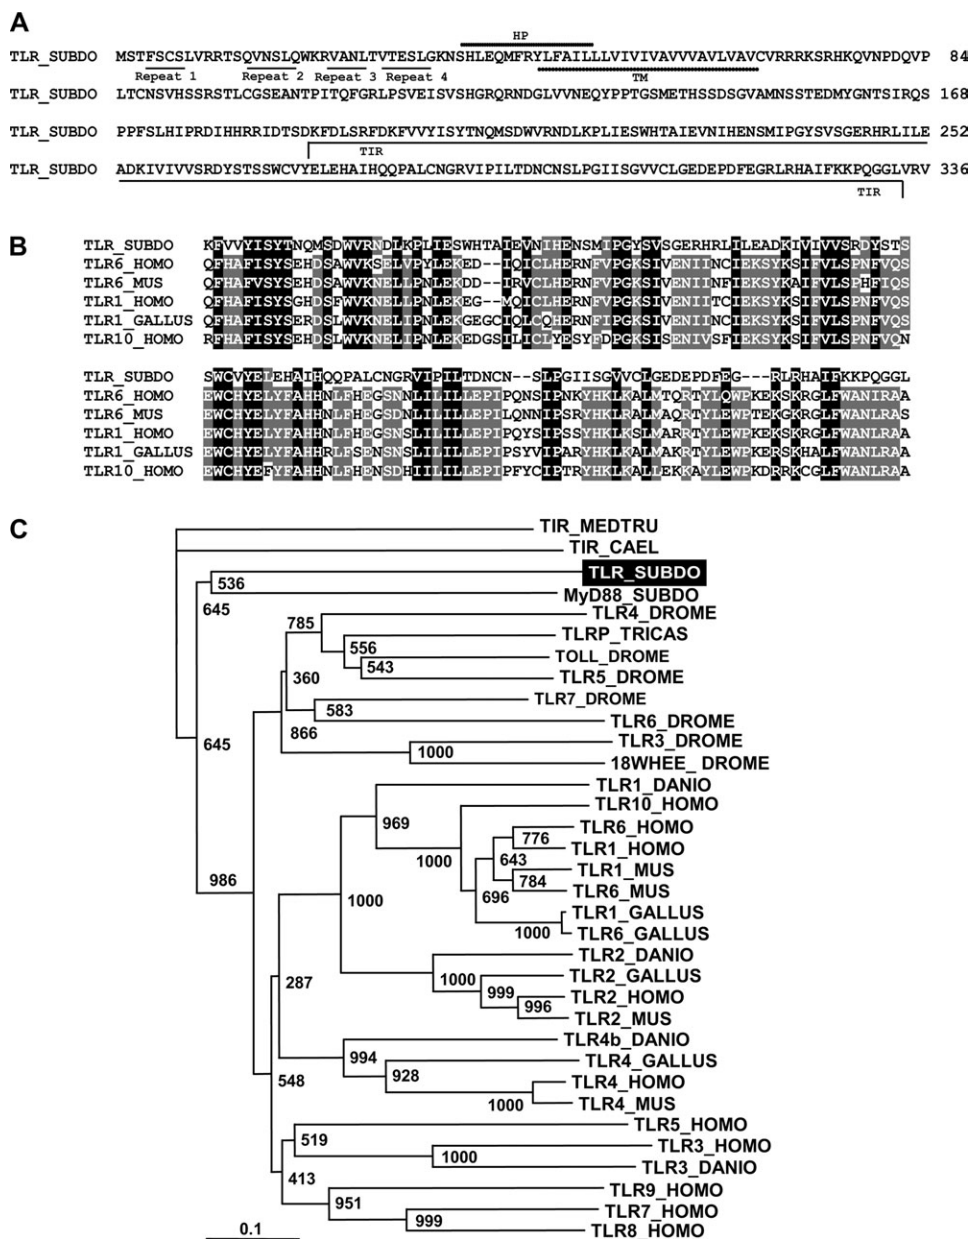 A
HP
TLR_SUBDO MSTFSCSLVRRTSQVNSLQWKRVANLTVTESLGKNSHLEQMFRYLFAILLLVIVIVAVVVAVLVAVCVRRRKSRHKQVNPDQVP 84
Repeat 1 Repeat 2 Repeat 3 Repeat 4 TM
TLR_SUBDO LTCNSVHSSRSTLCGSEANTPITQFGRLPSVEISVSHGRQRNDGLVVNEQYPPTGSMETHSSDSGVAMNSSTEDMYGNTSIRQS 168
TLR_SUBDO PPFSLHIPRDIHHRRIDTSDKFDLSRFDKFVVYISYTNQMSDWVRNDLKPLIESWHTAIEVNIHENSMIPGYSVSGERHRLILE 252
TIR
TLR_SUBDO ADKIVIVVSRDYSTSSWCVYELEHAIHQQPALCNGRVIPILTDNCNSLPGIISGVVCLGEDEPDFEGRLRHAIFKKPQGGLVRV 336
TIR
B
TLR_SUBDO KFVVYISYTNQMSDWVRNDLKPLIESWHTAIEVNIHENSMIPGYSVSGERHRLILEADKIVIVVSRDYSTS
TLR6_HOMO QFHAFISYSEHDSAWVKSELVPYLEKED--IQICLHERNFVPGKSIVENIINCIEKSYKSIFVLSPNFVQS
TLR6_MUS QFHAFVSYSEHDSAWVKNELLPNLEKDD--IRVCLHERNFVPGKSIVENIINFIEKSYKAIFVLSPHFIQS
TLR1_HOMO QFHAFISYSGHDSFWVKNELLPNLEKEG--MQICLHERNFVPGKSIVENIITCIEKSYKSIFVLSPNFVQS
TLR1_GALLUS QFHAFISYSERDSLWVKNELIPNLEKGEGCIQLCQHERNFIPGKSIVENIINCIEKSYKSIFVLSPNFVQS
TLR10_HOMO RFHAFISYSEHDSLWVKNELIPNLEKEDGSILICLYESYFDPGKSISENIVSFIEKSYKSIFVLSPNFVQN
TLR_SUBDO SWCVYELEHAIHQQPALCNGRVIPILTDNCN--SLPGIISGVVCLGEDEPDFEG---RLRHAIFKKPQGGL
TLR6_HOMO EWCHYELYFAHHNLFHEGSNNLILILLEPIPQNSIPNKYHKLKALMTQRTYLQWPKEKSKRGLFWANIRAA
TLR6_MUS EWCHYELYFAHHNLFHEGSDNLILILLEPILQNNIPSRYHKLRALMAQRTYLEWPTEKGKRGLFWANLRAS
TLR1_HOMO EWCHYELYFAHHNLFHEGSNSLILILLEPIPQYSIPSSYHKLKSLMARRTYLEWPKEKSKRGLFWANLRAA
TLR1_GALLUS EWCHYELYFAHHRLFSENSNSLILILLEPIPSYVIPARYHKLKALMAKRTYLEWPKERSKHALFWANLRAA
TLR10_HOMO EWCHYEFYFAHHNLFHENSDHIILILLEPIPFYCIPTRYHKLKALLEKKAYLEWPKDRRKCGLFWANLRAA
C
TIR_MEDTRU
TIR_CAEL
TLR_SUBDO
536
MyD88_SUBDO
645
TLR4_DROME
785
TLRP_TRICAS
556
TOLL_DROME
543
TLR5_DROME
360
TLR7_DROME
583
TLR6_DROME
866
645
TLR3_DROME
1000
18WHEE_DROME
TLR1_DANIO
TLR10_HOMO
969
TLR6_HOMO
776
TLR1_HOMO
1000
643
TLR1_MUS
784
986
TLR6_MUS
696
1000
TLR1_GALLUS
1000
TLR6_GALLUS
TLR2_DANIO
1000
287
TLR2_GALLUS
999
TLR2_HOMO
996
TLR2_MUS
TLR4b_DANIO
994
TLR4_GALLUS
928
548
TLR4_HOMO
1000
TLR4_MUS
TLR5_HOMO
519
TLR3_HOMO
1000
TLR3_DANIO
413
TLR9_HOMO
951
TLR7_HOMO
999
TLR8_HOMO
0.1